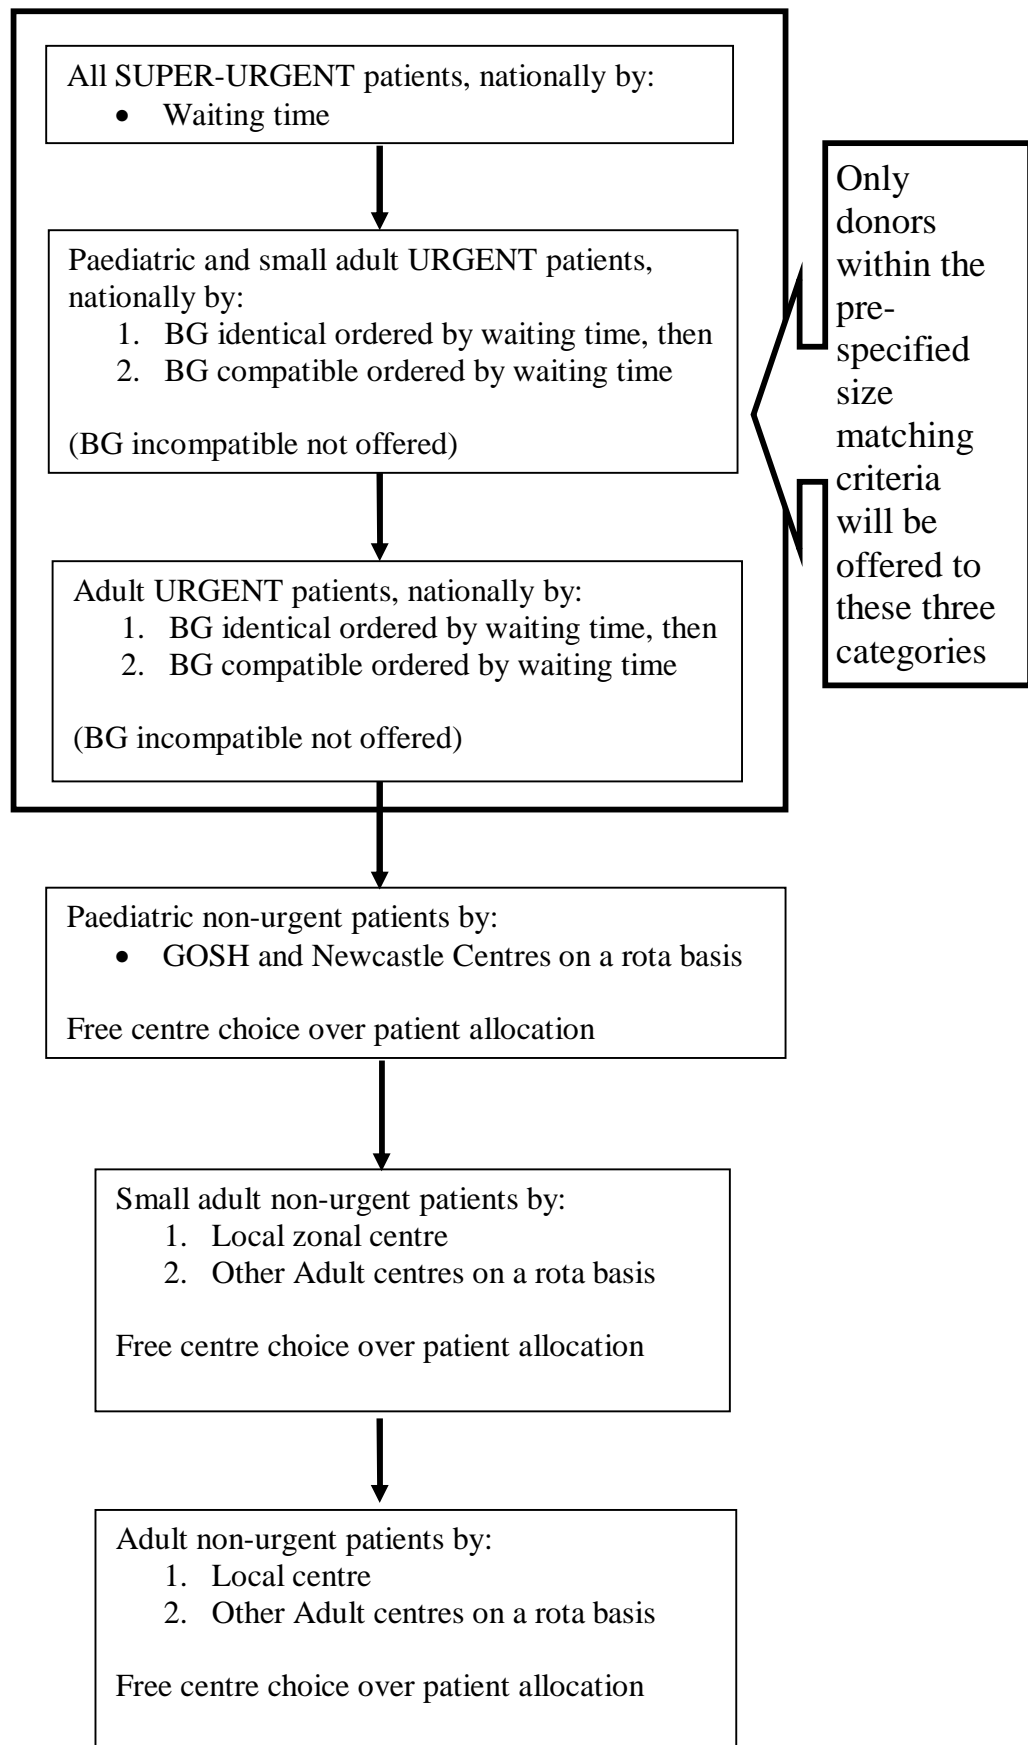 All SUPER-URGENT patients, nationally by:
• Waiting time
Paediatric and small adult URGENT patients,
nationally by:
1. BG identical ordered by waiting time, then
2. BG compatible ordered by waiting time
(BG incompatible not offered)
Adult URGENT patients, nationally by:
1. BG identical ordered by waiting time, then
2. BG compatible ordered by waiting time
(BG incompatible not offered)
Only
donors
within the
pre-
specified
size
matching
criteria
will be
offered to
these three
categories
Paediatric non-urgent patients by:
• GOSH and Newcastle Centres on a rota basis
Free centre choice over patient allocation
Small adult non-urgent patients by:
1. Local zonal centre
2. Other Adult centres on a rota basis
Free centre choice over patient allocation
Adult non-urgent patients by:
1. Local centre
2. Other Adult centres on a rota basis
Free centre choice over patient allocation